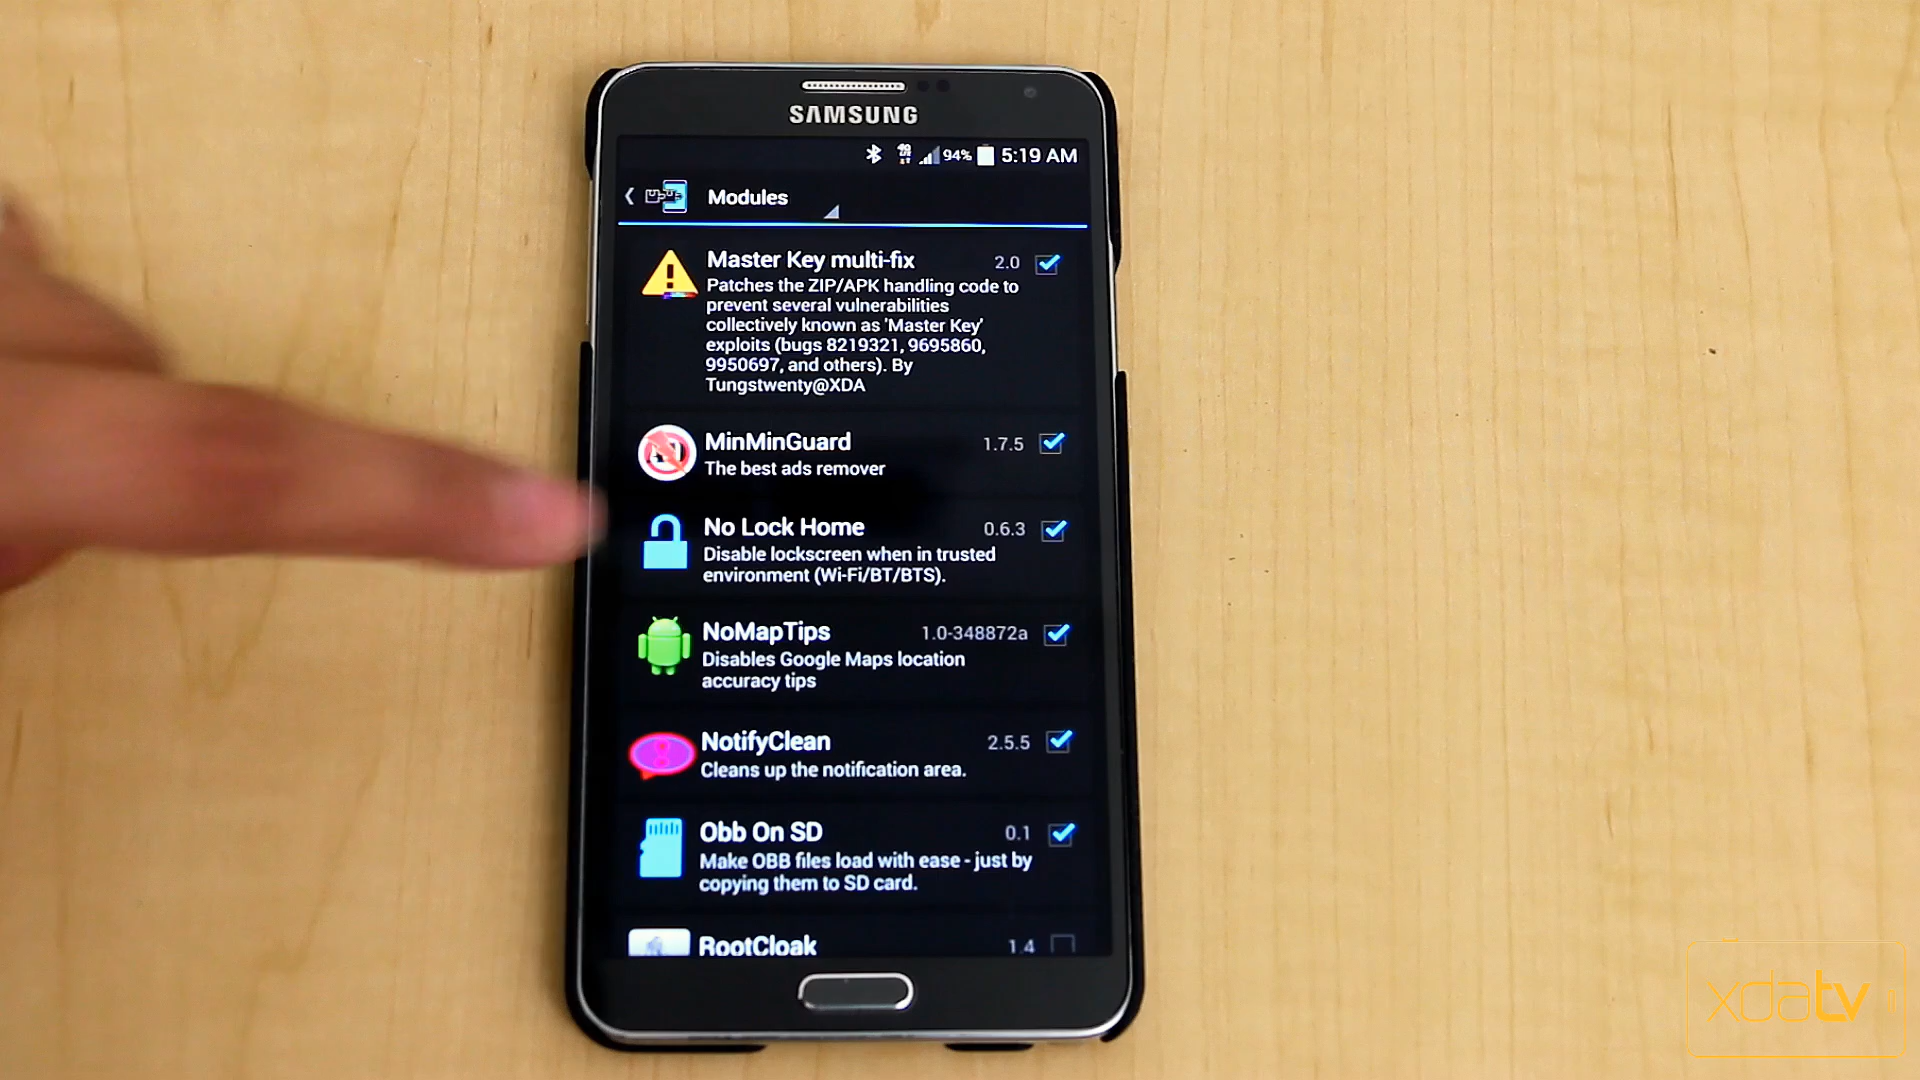 SAMSUNG
4G LTE 94% 5:19 AM
Modules
Master Key multi-fix 2.0
Patches the ZIP/APK handling code to
prevent several vulnerabilities
collectively known as 'Master Key'
exploits (bugs 8219321, 9695860,
9950697, and others). By
Tungstwenty@XDA
MinMinGuard 1.7.5
The best ads remover
No Lock Home 0.6.3
Disable lockscreen when in trusted
environment (Wi-Fi/BT/BTS).
NoMapTips 1.0-348872a
Disables Google Maps location
accuracy tips
NotifyClean 2.5.5
Cleans up the notification area.
Obb On SD 0.1
Make OBB files load with ease - just by
copying them to SD card.
RootCloak 1.4
xdatv